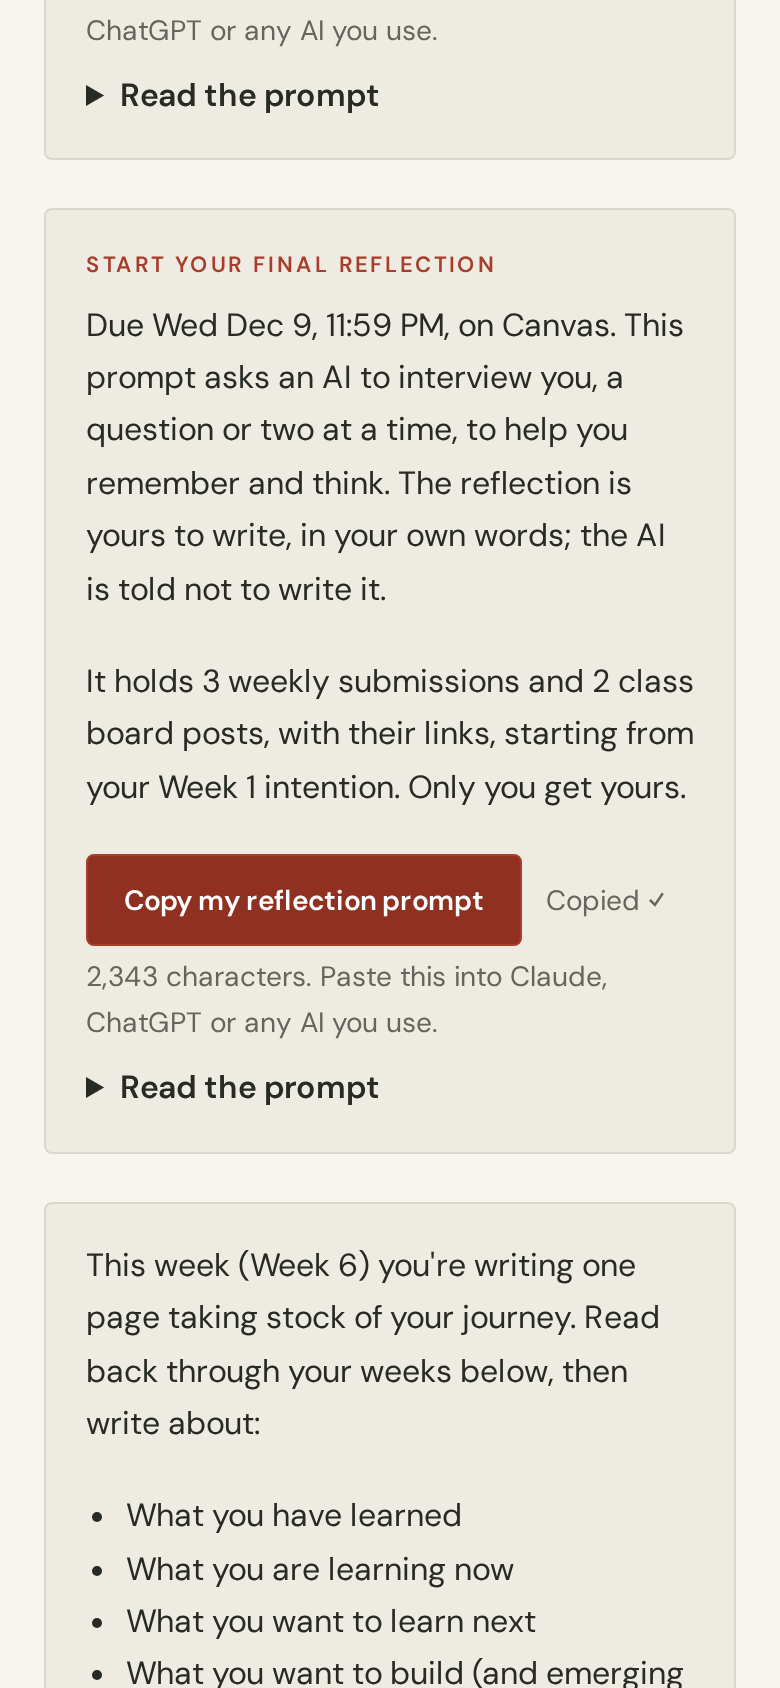 ChatGPT or any AI you use.
▶ Read the prompt
START YOUR FINAL REFLECTION
Due Wed Dec 9, 11:59 PM, on Canvas. This
prompt asks an AI to interview you, a
question or two at a time, to help you
remember and think. The reflection is
yours to write, in your own words; the AI
is told not to write it.
It holds 3 weekly submissions and 2 class
board posts, with their links, starting from
your Week 1 intention. Only you get yours.
Copy my reflection prompt Copied ✓
2,343 characters. Paste this into Claude,
ChatGPT or any AI you use.
▶ Read the prompt
This week (Week 6) you're writing one
page taking stock of your journey. Read
back through your weeks below, then
write about:
• What you have learned
• What you are learning now
• What you want to learn next
• What you want to build (and emerging